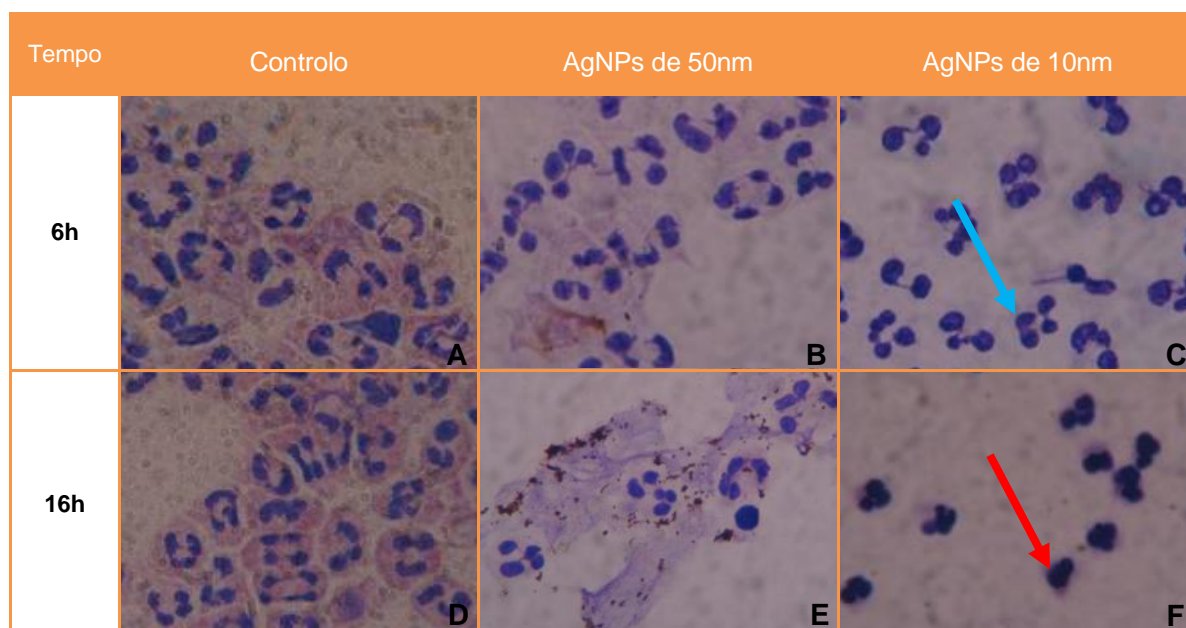 Tempo
Controlo
AgNPs de 50nm
AgNPs de 10nm
6h
A
B
C
16h
D
E
F